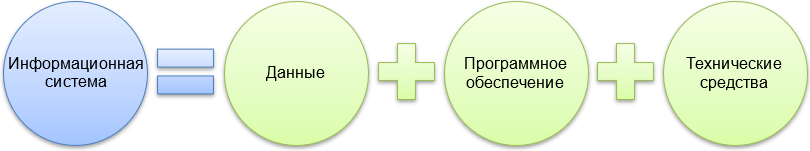 Информационная
система
Данные
Программное
обеспечение
Технические
средства